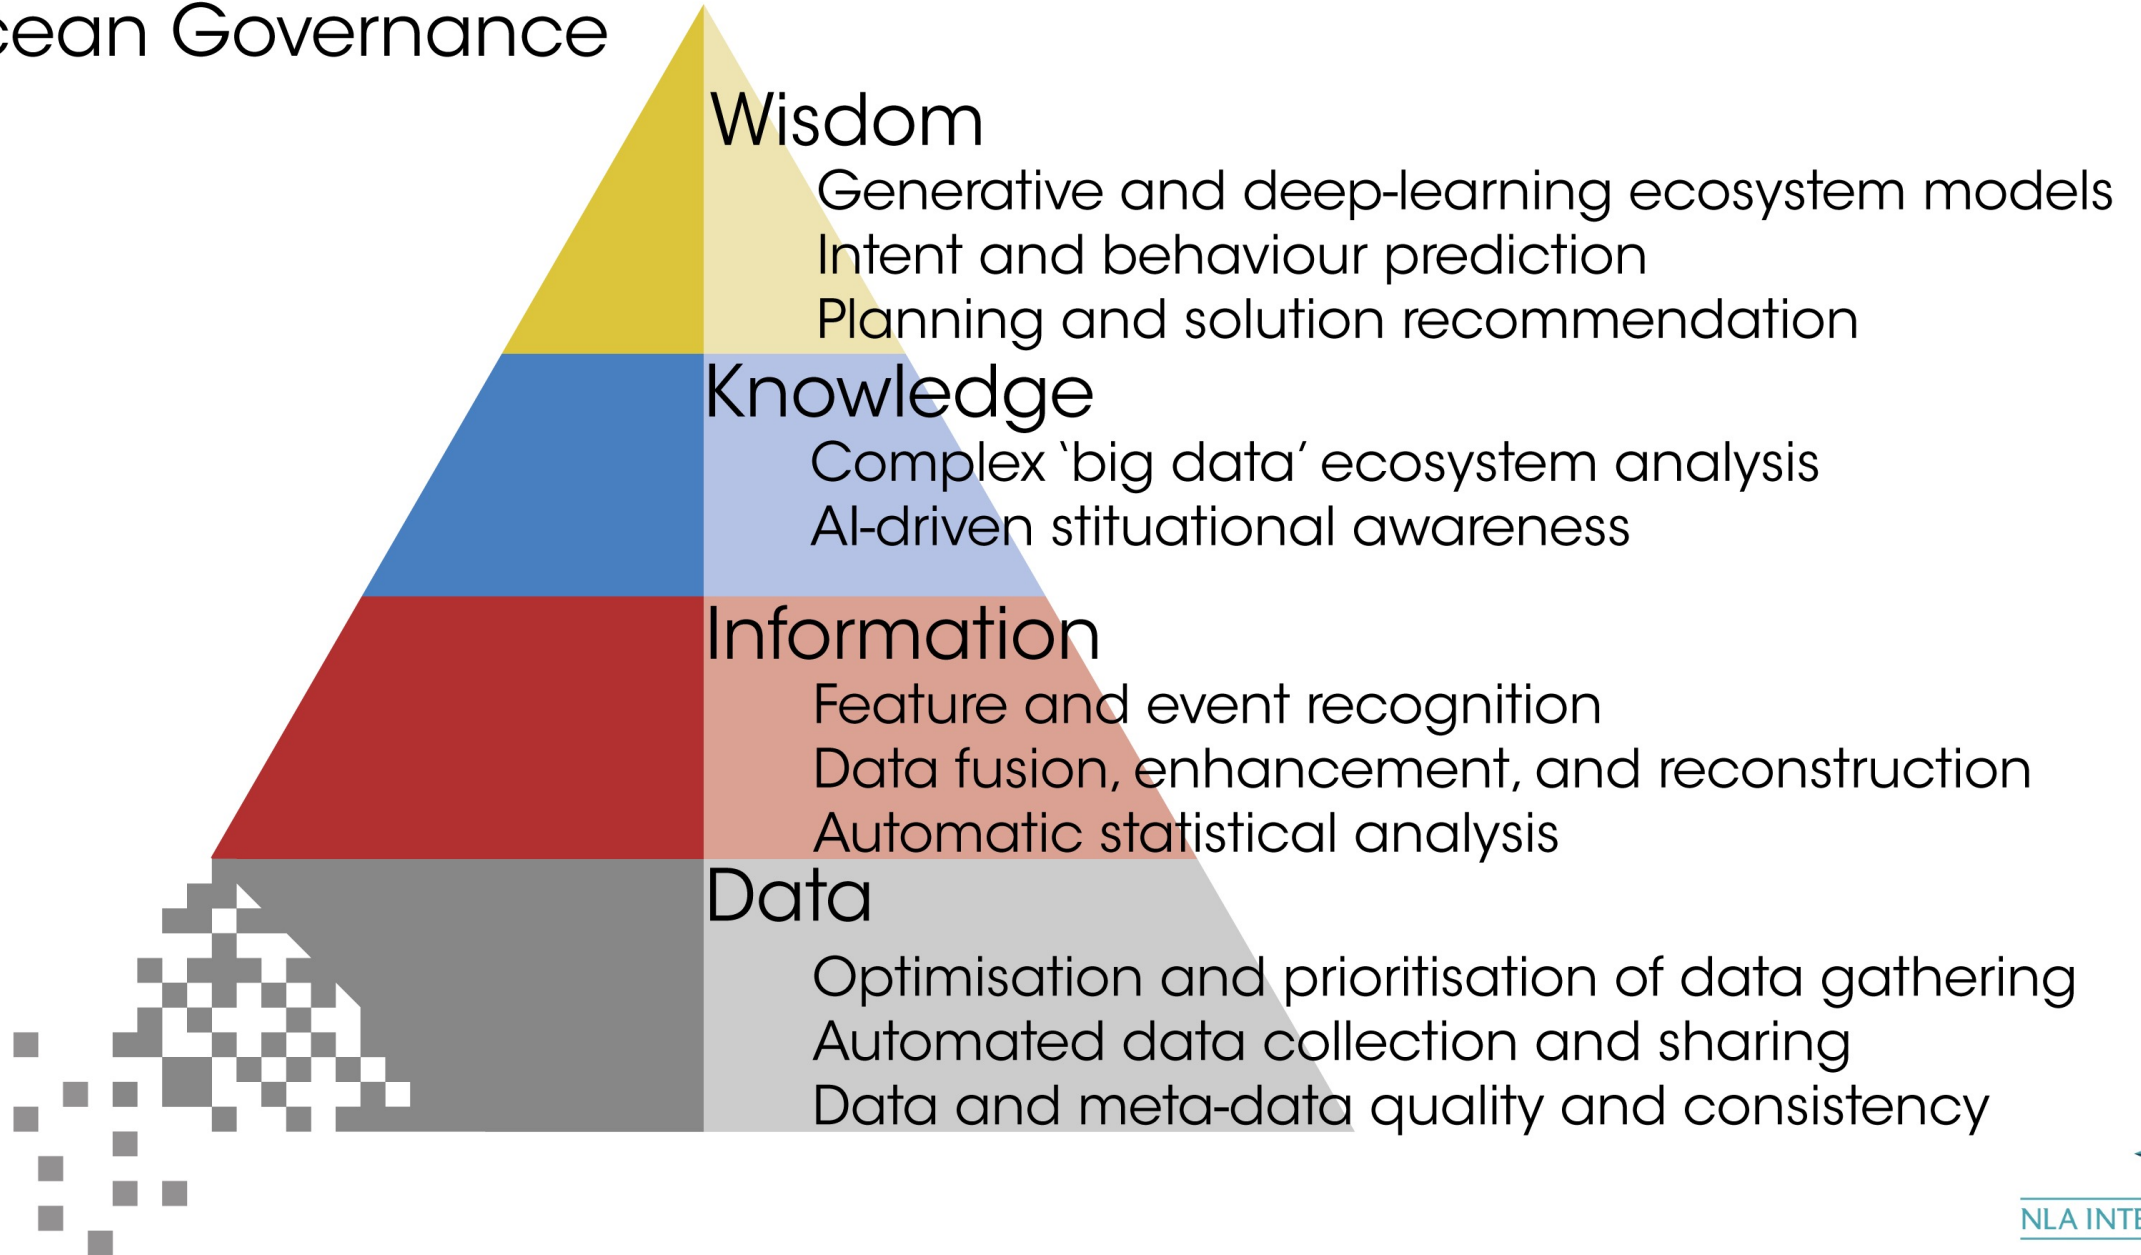 cean Governance
Wisdom
Generative and deep-learning ecosystem models
Intent and behaviour prediction
Planning and solution recommendation
Knowledge
Complex ‘big data’ ecosystem analysis
AI-driven stituational awareness
Information
Feature and event recognition
Data fusion, enhancement, and reconstruction
Automatic statistical analysis
Data
Optimisation and prioritisation of data gathering
Automated data collection and sharing
Data and meta-data quality and consistency
NLA INTE